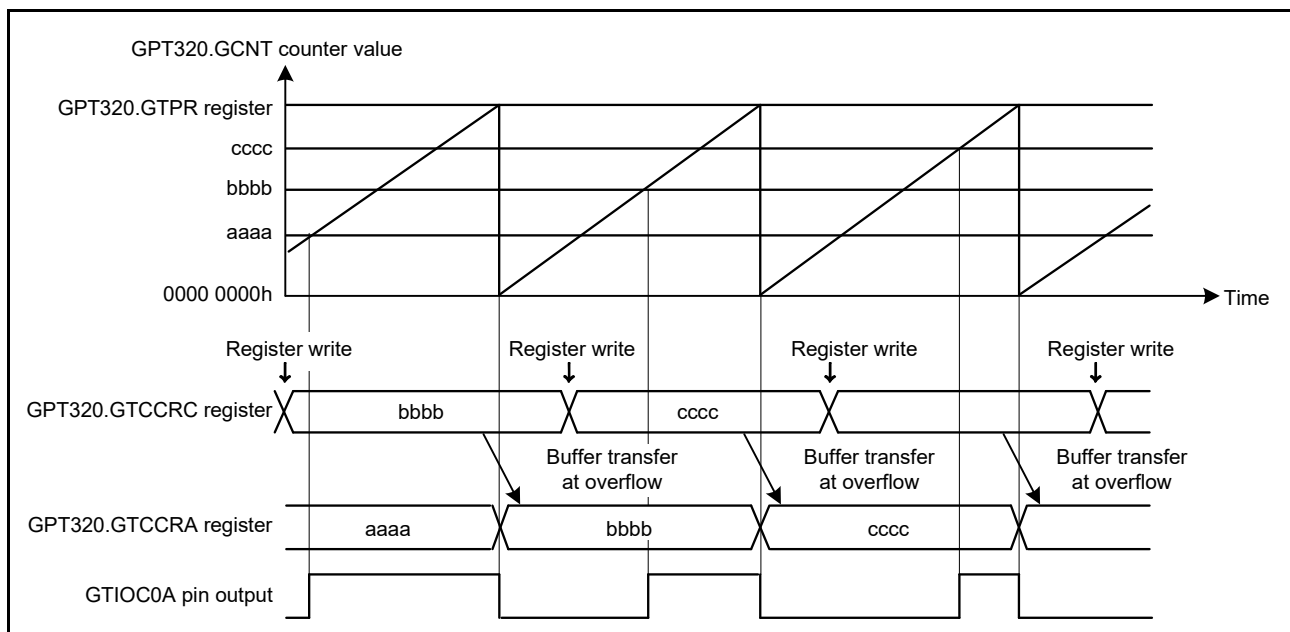 GPT320.GCNT counter value
GPT320.GTPR register
cccc
bbbb
aaaa
0000 0000h
Time
Register write Register write Register write Register write
GPT320.GTCCRC register bbbb cccc
Buffer transfer Buffer transfer Buffer transfer
at overflow at overflow at overflow
GPT320.GTCCRA register aaaa bbbb cccc
GTIOC0A pin output